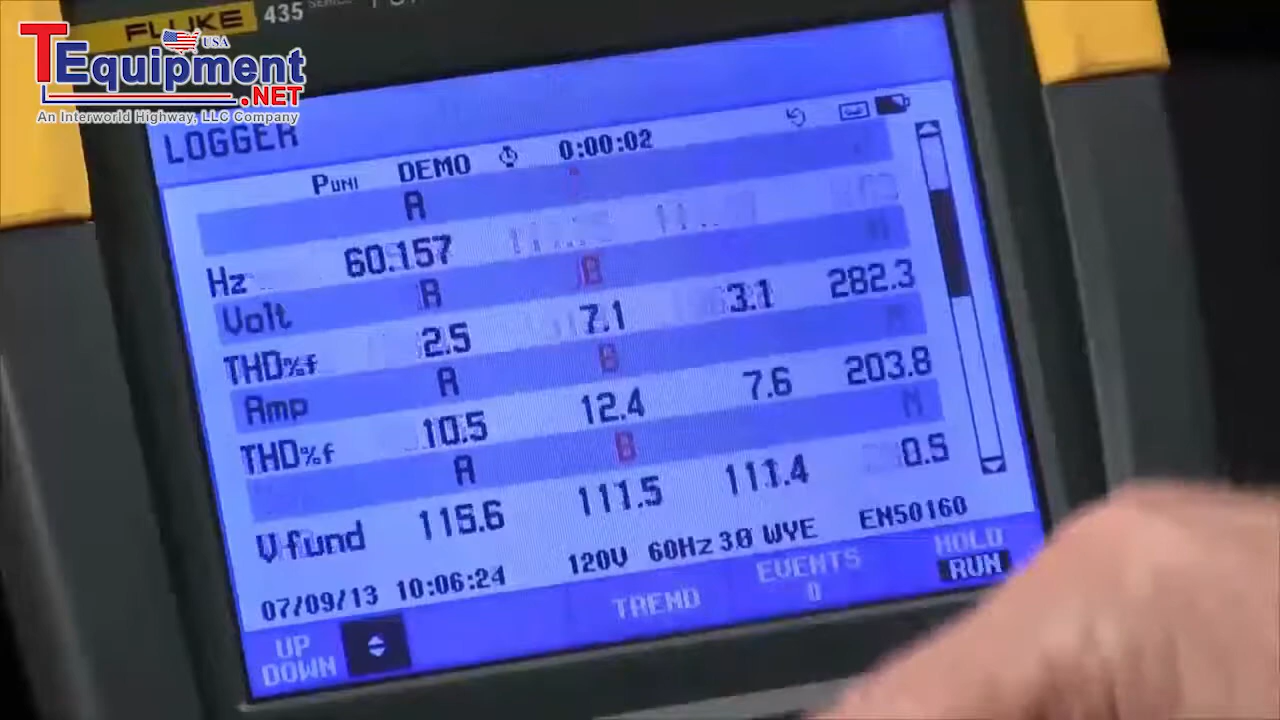 FLUKE 435 SERIES
TEquipment USA
.NET
An Interworld Highway, LLC Company
LOGGER
PUNI DEMO 0:00:02
A
Hz 60.157
Volt A B N
THD%f 2.5 7.1 3.1 282.3
Amp A B N
THD%f 10.5 12.4 7.6 203.8
A B N
V fund 115.6 111.5 111.4 0.5
07/09/13 10:06:24 120V 60Hz 3Ø WYE EN50160
UP
DOWN
TREND
EVENTS
0
HOLD
RUN